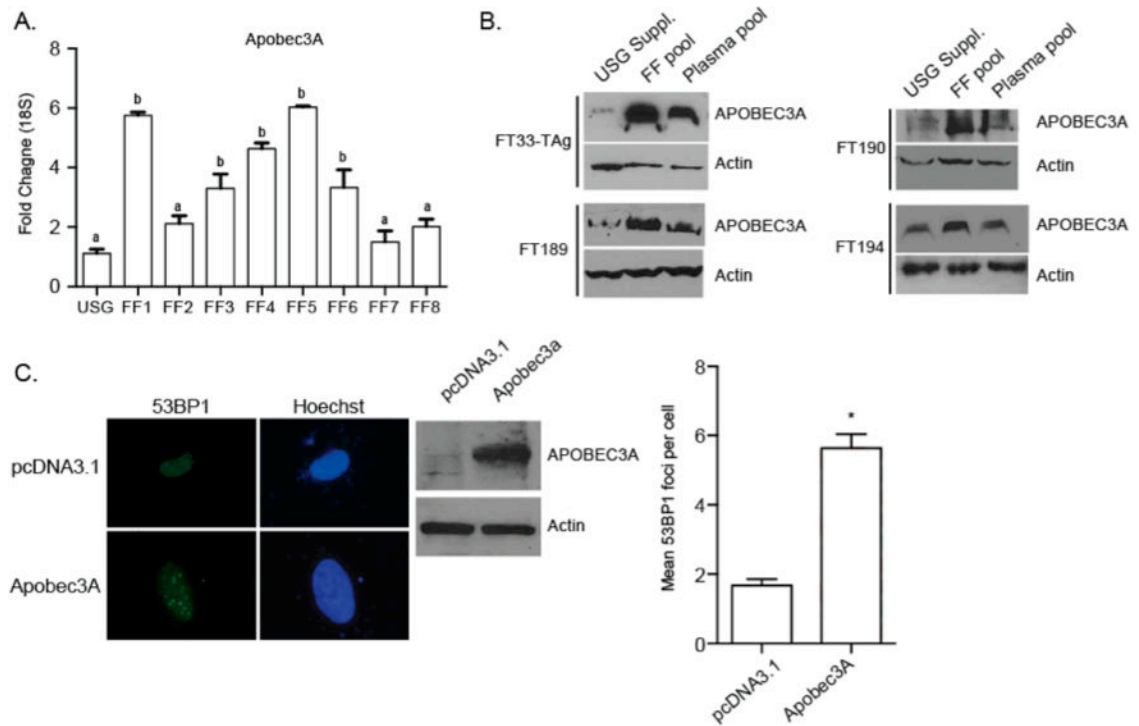 A.
Apobec3A
Fold Chagne (18S)
8
6
4
2
0
a
b
a
b
b
b
b
a
a
USG FF1 FF2 FF3 FF4 FF5 FF6 FF7 FF8
B.
USG Suppl.
FF pool
Plasma pool
FT33-TAg
APOBEC3A
Actin
FT189
APOBEC3A
Actin
USG Suppl.
FF pool
Plasma pool
FT190
APOBEC3A
Actin
FT194
APOBEC3A
Actin
C.
53BP1 Hoechst
pcDNA3.1
Apobec3A
pcDNA3.1
Apobec3a
APOBEC3A
Actin
Mean 53BP1 foci per cell
8
6
4
2
0
*
pcDNA3.1
Apobec3A